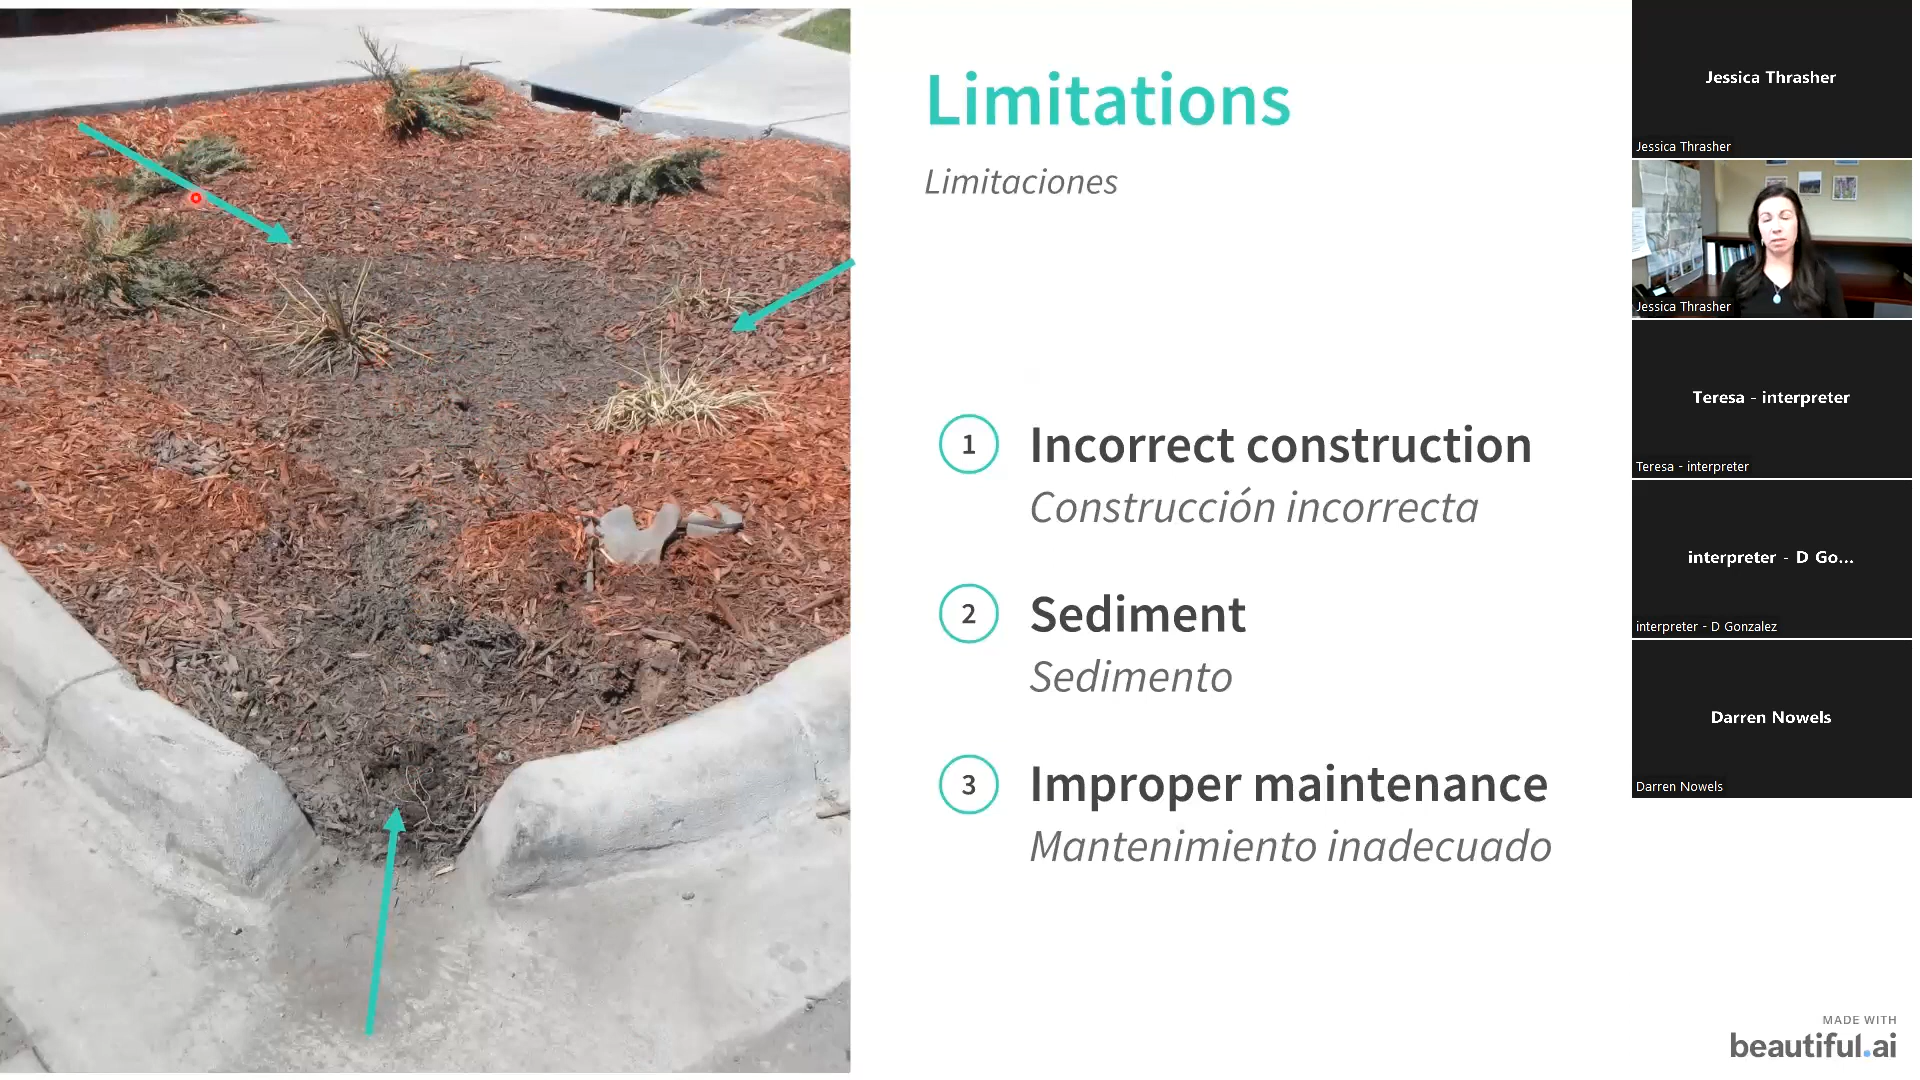 Limitations
Limitaciones
1
Incorrect construction
Construcción incorrecta
2
Sediment
Sedimento
3
Improper maintenance
Mantenimiento inadecuado
Jessica Thrasher
Jessica Thrasher
Jessica Thrasher
Teresa - interpreter
Teresa - interpreter
interpreter - D Go...
interpreter - D Gonzalez
Darren Nowels
Darren Nowels
MADE WITH
beautiful.ai